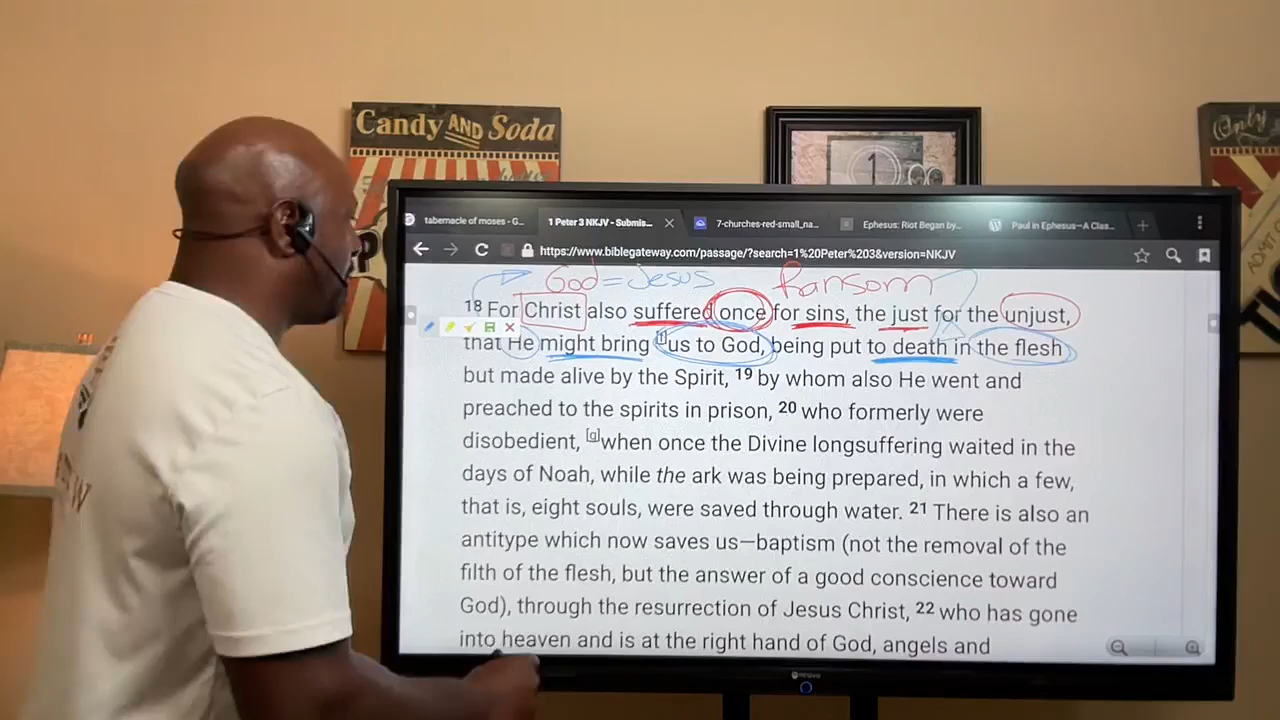 Candy AND Soda
1
00
Only
ADMIT
tabernacle of moses - G...
1 Peter 3 NKJV - Submis...
7-churches-red-small_na...
Ephesus: Riot Began by...
Paul in Ephesus—A Clas...
https://www.biblegateway.com/passage/?search=1%20Peter%203&version=NKJV
God = Jesus
Ransom
18 For Christ also suffered once for sins, the just for the unjust,
that He might bring [f]us to God, being put to death in the flesh
but made alive by the Spirit, 19 by whom also He went and
preached to the spirits in prison, 20 who formerly were
disobedient, [g]when once the Divine longsuffering waited in the
days of Noah, while the ark was being prepared, in which a few,
that is, eight souls, were saved through water. 21 There is also an
antitype which now saves us—baptism (not the removal of the
filth of the flesh, but the answer of a good conscience toward
God), through the resurrection of Jesus Christ, 22 who has gone
into heaven and is at the right hand of God, angels and